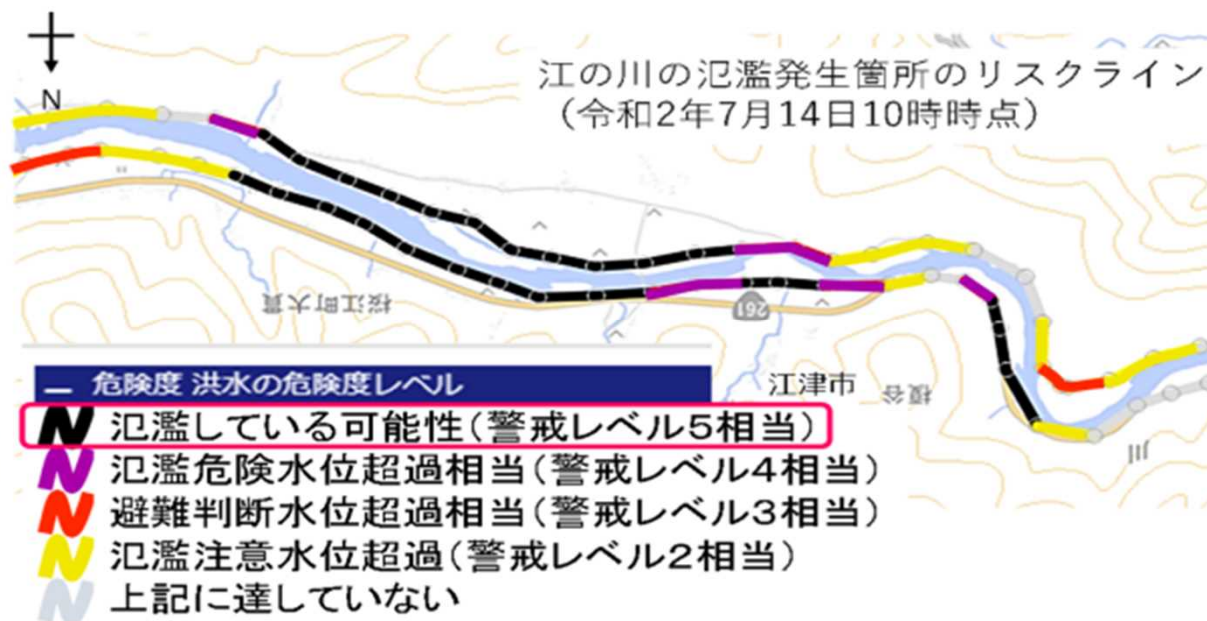 N
江の川の氾濫発生箇所のリスクライン
(令和2年7月14日10時時点)
桜江町大貫
261
江津市
榎谷
川
危険度 洪水の危険度レベル
氾濫している可能性(警戒レベル5相当)
氾濫危険水位超過相当(警戒レベル4相当)
避難判断水位超過相当(警戒レベル3相当)
氾濫注意水位超過(警戒レベル2相当)
上記に達していない